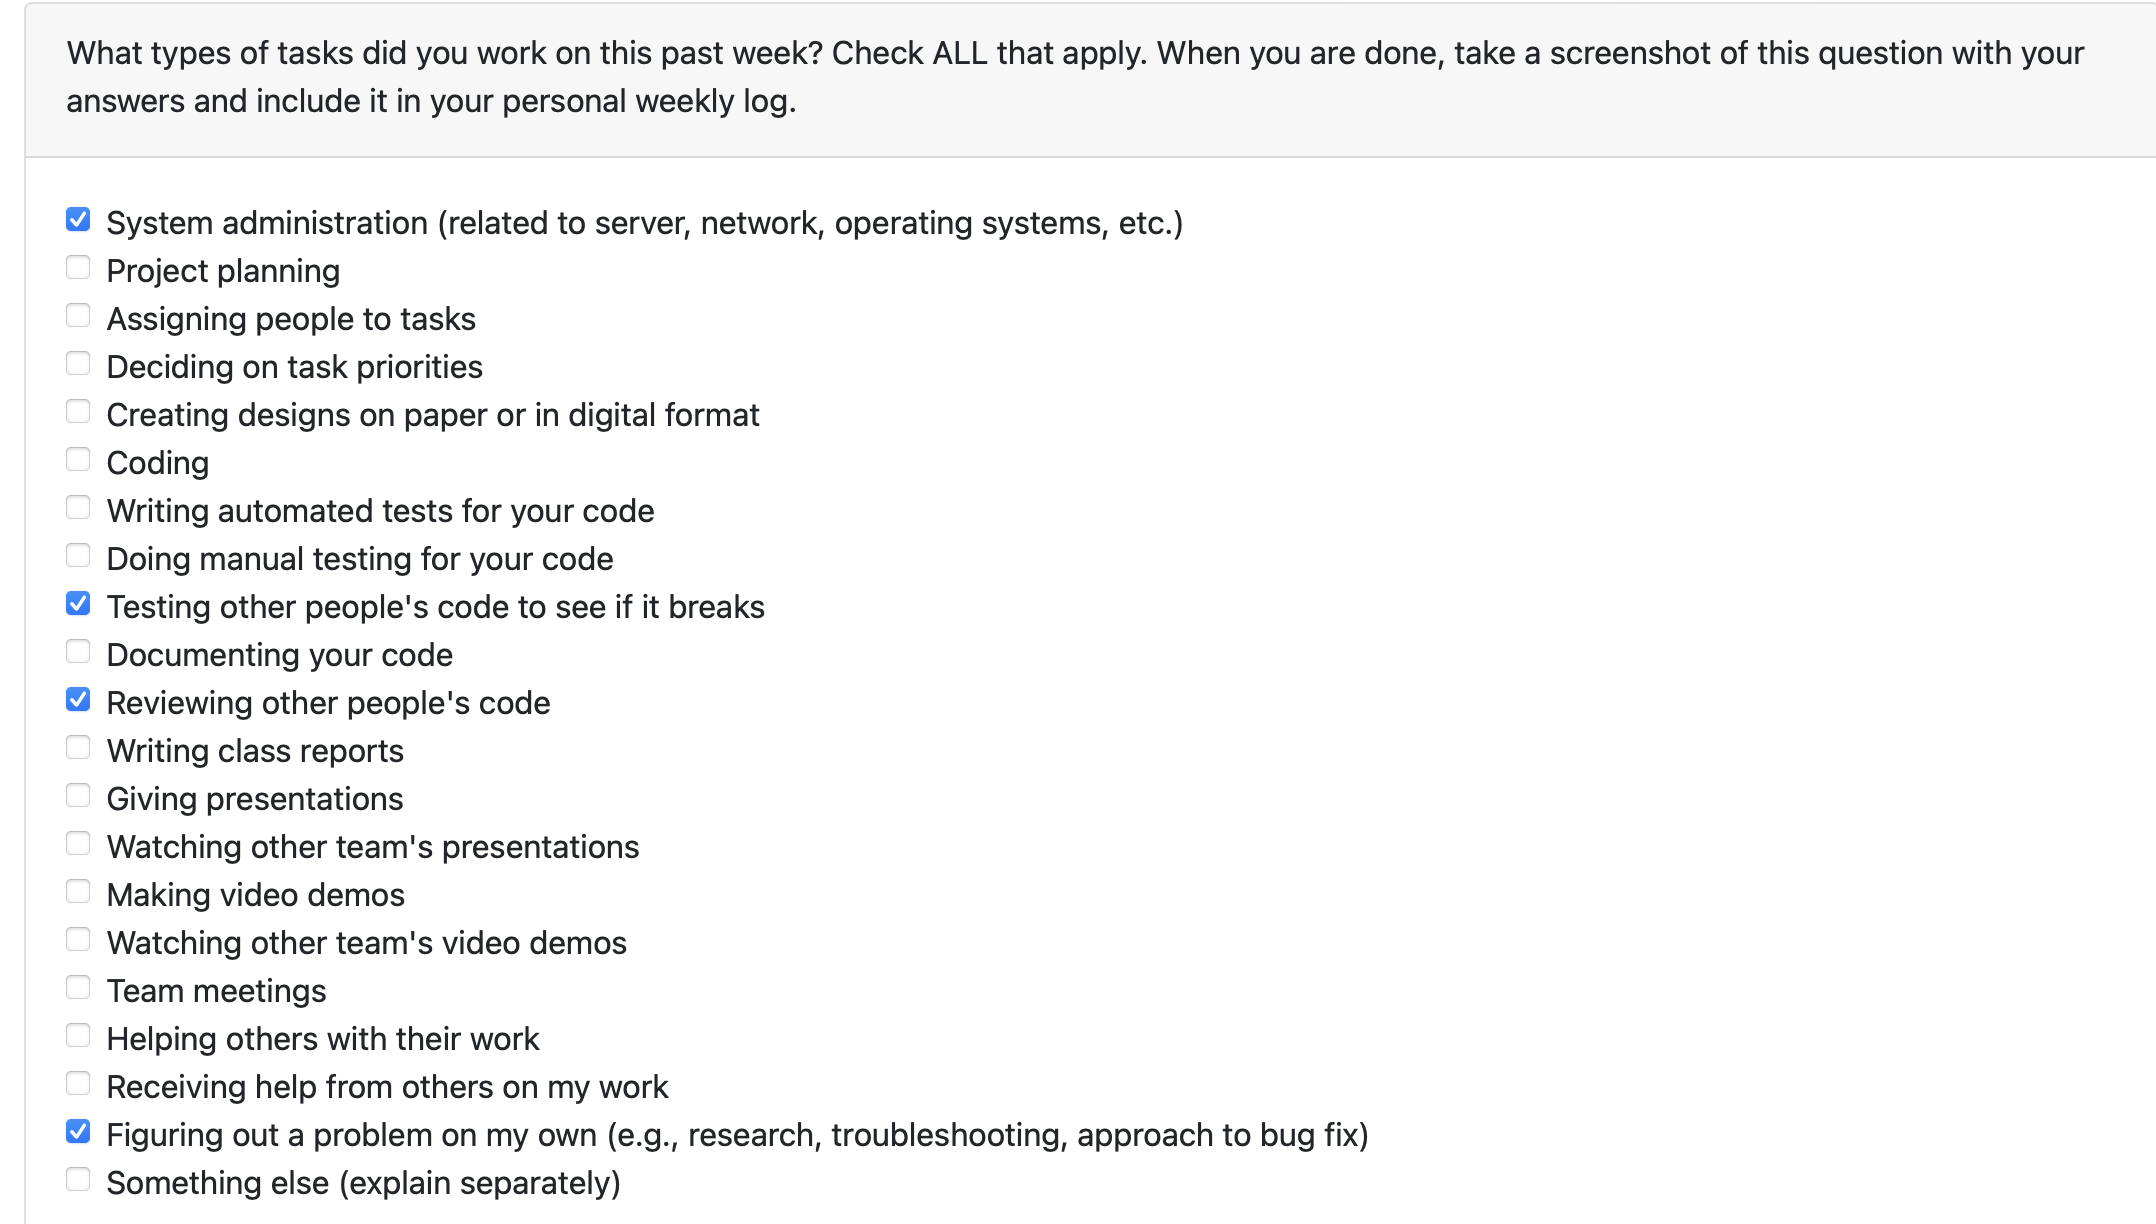 What types of tasks did you work on this past week? Check ALL that apply. When you are done, take a screenshot of this question with your
answers and include it in your personal weekly log.
System administration (related to server, network, operating systems, etc.)
Project planning
Assigning people to tasks
Deciding on task priorities
Creating designs on paper or in digital format
Coding
Writing automated tests for your code
Doing manual testing for your code
Testing other people's code to see if it breaks
Documenting your code
Reviewing other people's code
Writing class reports
Giving presentations
Watching other team's presentations
Making video demos
Watching other team's video demos
Team meetings
Helping others with their work
Receiving help from others on my work
Figuring out a problem on my own (e.g., research, troubleshooting, approach to bug fix)
Something else (explain separately)